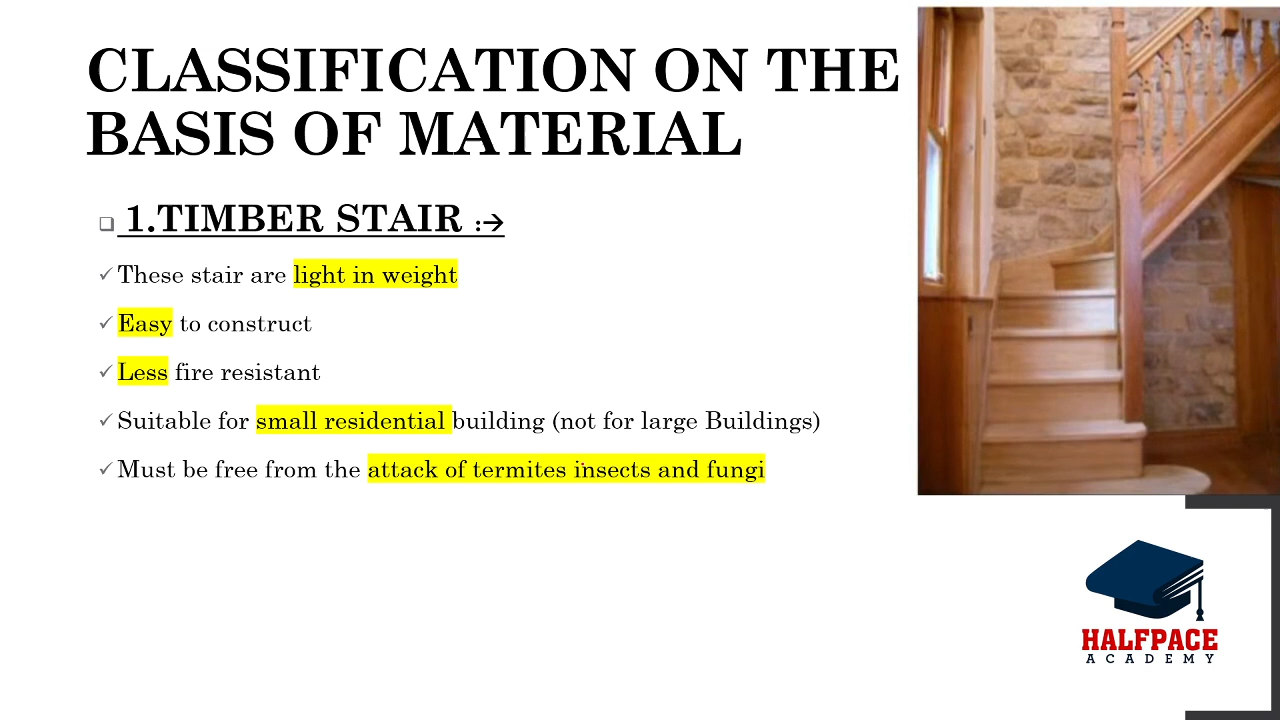 CLASSIFICATION ON THE
BASIS OF MATERIAL
1.TIMBER STAIR :→
These stair are light in weight
Easy to construct
Less fire resistant
Suitable for small residential building (not for large Buildings)
Must be free from the attack of termites insects and fungi
HALFPACE
ACADEMY